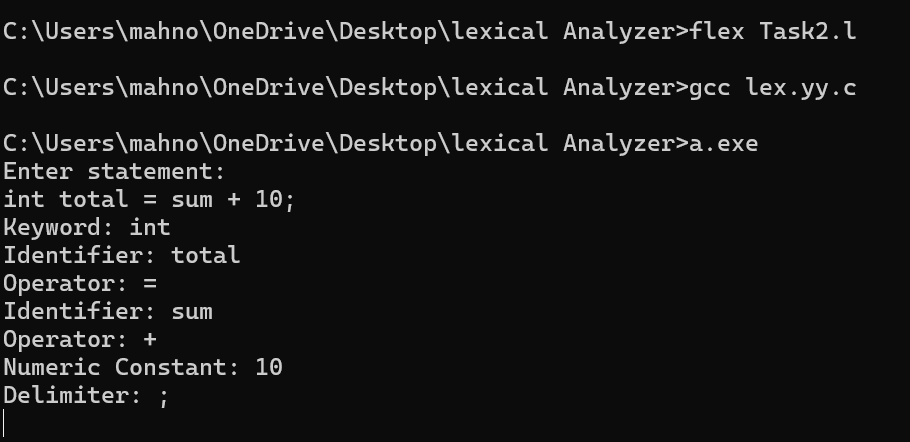 C:\Users\mahno\OneDrive\Desktop\lexical Analyzer>flex Task2.l
C:\Users\mahno\OneDrive\Desktop\lexical Analyzer>gcc lex.yy.c
C:\Users\mahno\OneDrive\Desktop\lexical Analyzer>a.exe
Enter statement:
int total = sum + 10;
Keyword: int
Identifier: total
Operator: =
Identifier: sum
Operator: +
Numeric Constant: 10
Delimiter: ;